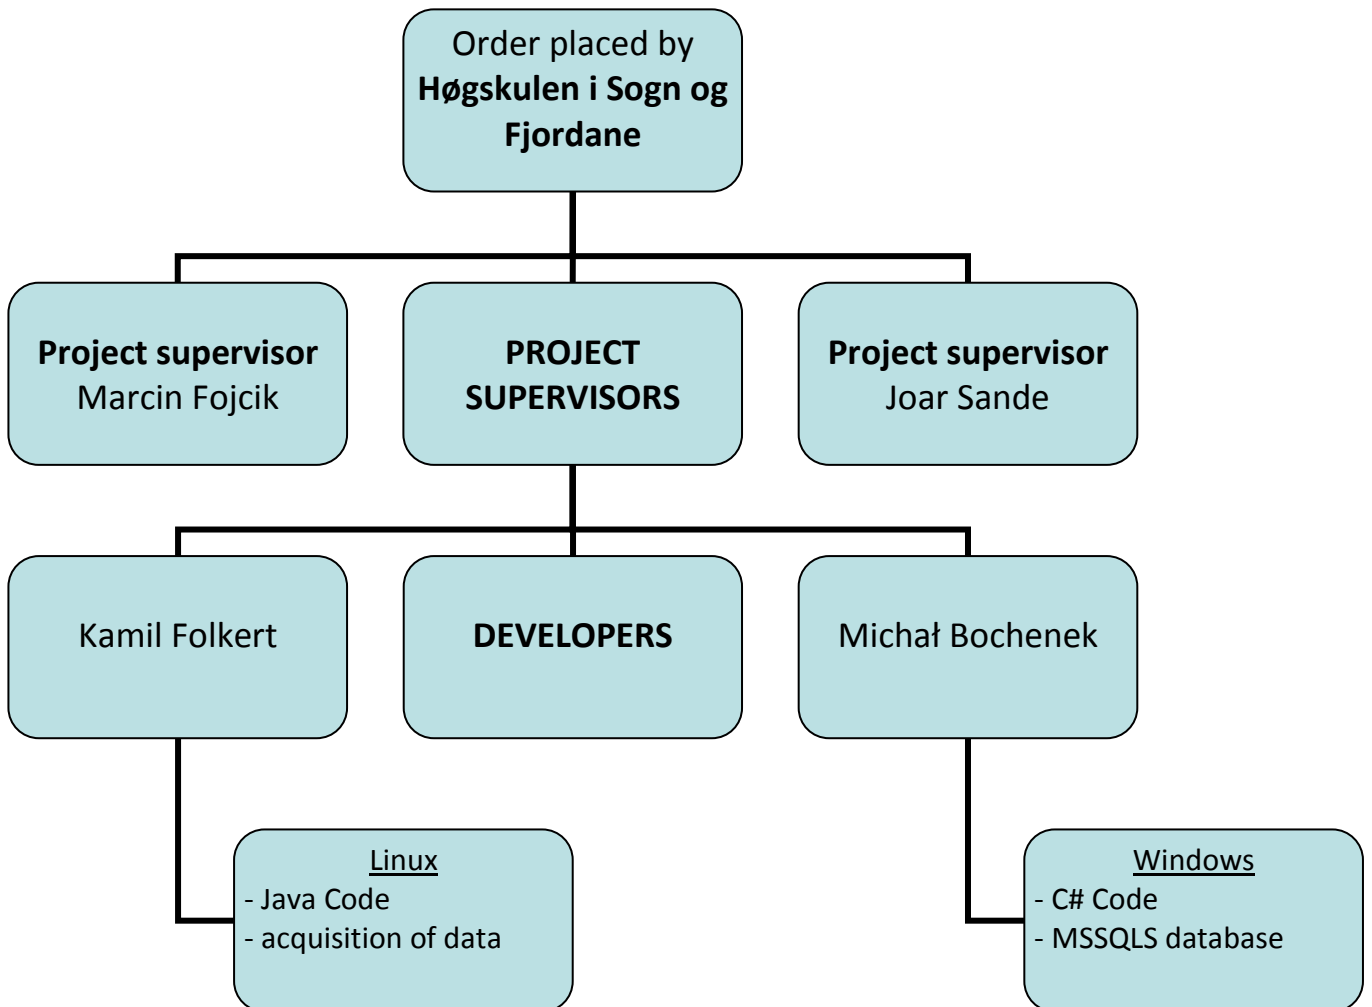 Order placed by
Høgskulen i Sogn og
Fjordane
Project supervisor
Marcin Fojcik
PROJECT
SUPERVISORS
Project supervisor
Joar Sande
Kamil Folkert
DEVELOPERS
Michał Bochenek
Linux
- Java Code
- acquisition of data
Windows
- C# Code
- MSSQLS database